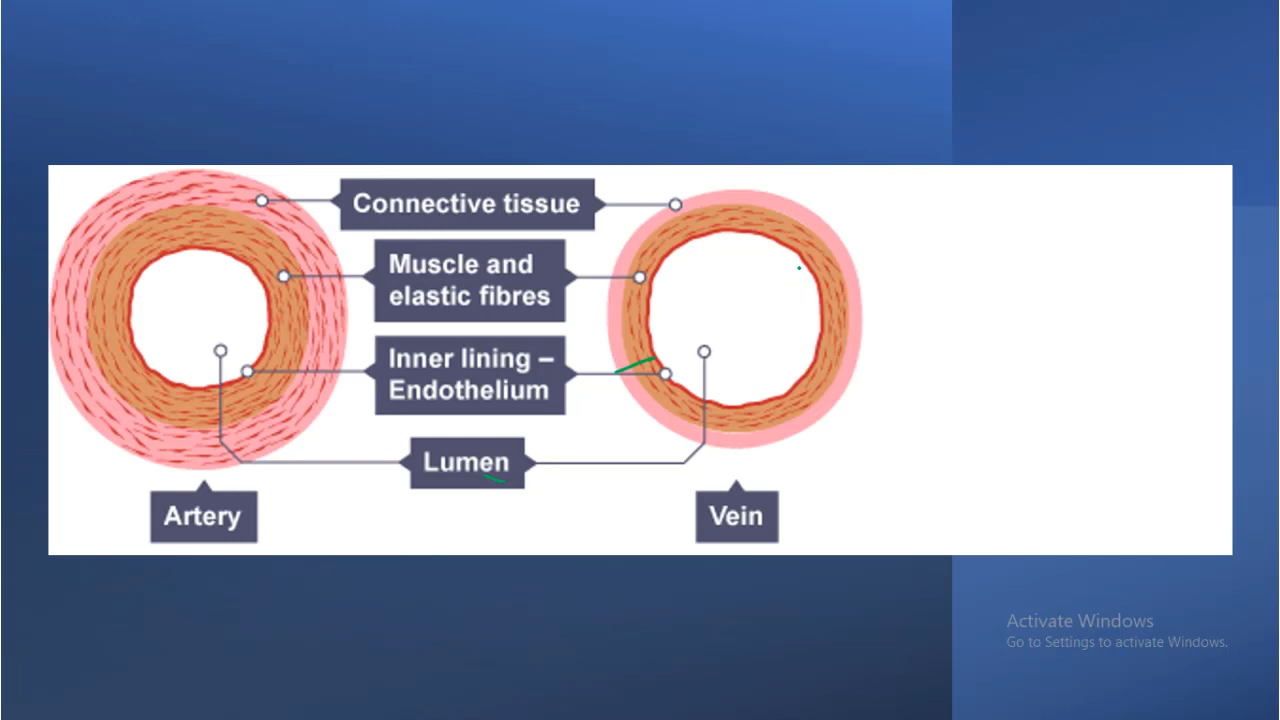 Connective tissue
Muscle and
elastic fibres
Inner lining –
Endothelium
Lumen
Artery
Vein
Activate Windows
Go to Settings to activate Windows.